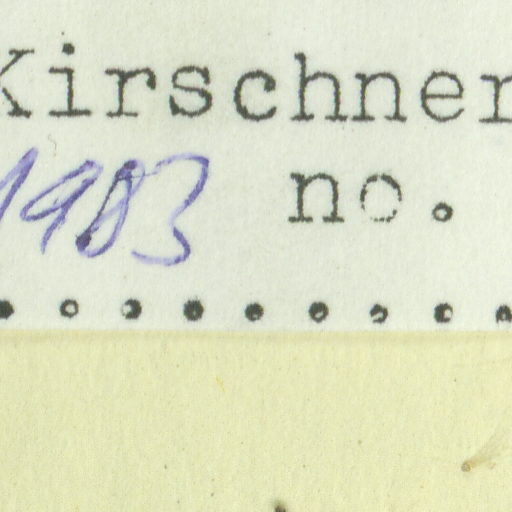 Kirschner
1983 no.
.........